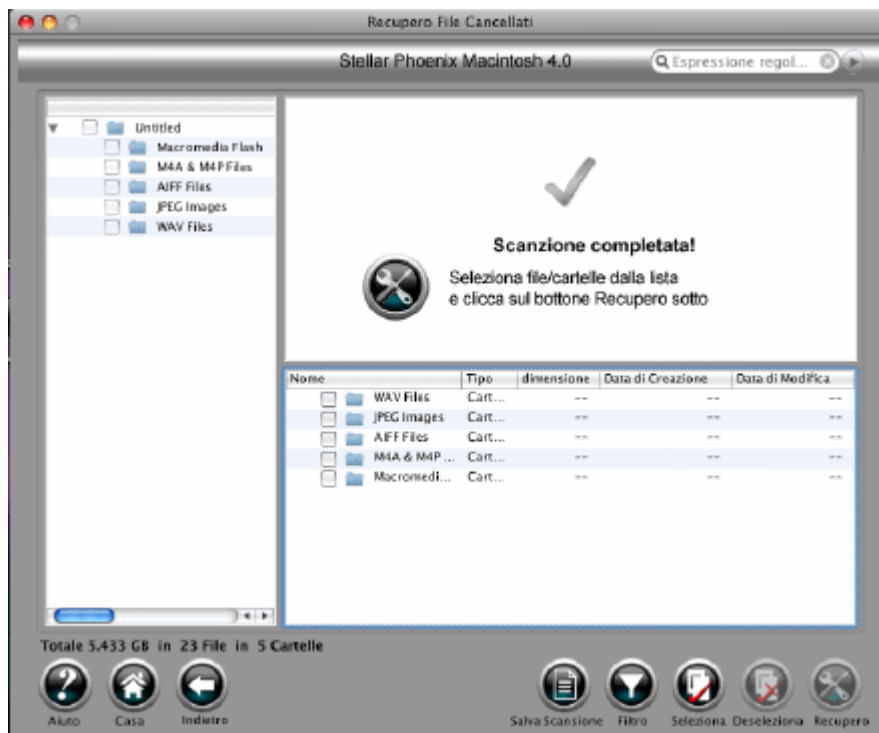 Recupero File Cancellati
Stellar Phoenix Macintosh 4.0
Espressione regol...
Untitled
Macromedia Flash
M4A & M4P Files
AIFF Files
JPEG Images
WAV Files
Scanzione completata!
Seleziona file/cartelle dalla lista
e clicca sul bottone Recupero sotto
Nome Tipo dimensione Data di Creazione Data di Modifica
WAV Files Cart... -- -- --
JPEG Images Cart... -- -- --
AIFF Files Cart... -- -- --
M4A & M4P ... Cart... -- -- --
Macromedi... Cart... -- -- --
Totale 5.433 GB in 23 File in 5 Cartelle
Aiuto Casa Indietro Salva Scansione Filtro Seleziona Deseleziona Recupero